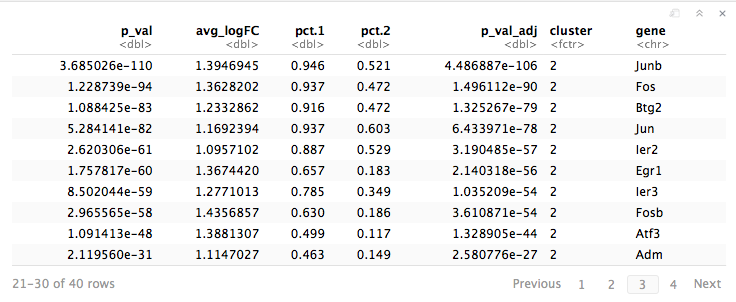 p_val avg_logFC pct.1 pct.2 p_val_adj cluster gene
<dbl> <dbl> <dbl> <dbl> <dbl> <fctr> <chr>
3.685026e-110 1.3946945 0.946 0.521 4.486887e-106 2 Junb
1.228739e-94 1.3628202 0.937 0.472 1.496112e-90 2 Fos
1.088425e-83 1.2332862 0.916 0.472 1.325267e-79 2 Btg2
5.284141e-82 1.1692394 0.937 0.603 6.433971e-78 2 Jun
2.620306e-61 1.0957102 0.887 0.529 3.190485e-57 2 Ier2
1.757817e-60 1.3674420 0.657 0.183 2.140318e-56 2 Egr1
8.502044e-59 1.2771013 0.785 0.349 1.035209e-54 2 Ier3
2.965565e-58 1.4356857 0.630 0.186 3.610871e-54 2 Fosb
1.091413e-48 1.3881307 0.499 0.117 1.328905e-44 2 Atf3
2.119560e-31 1.1147027 0.463 0.149 2.580776e-27 2 Adm
21-30 of 40 rows Previous 1 2 3 4 Next